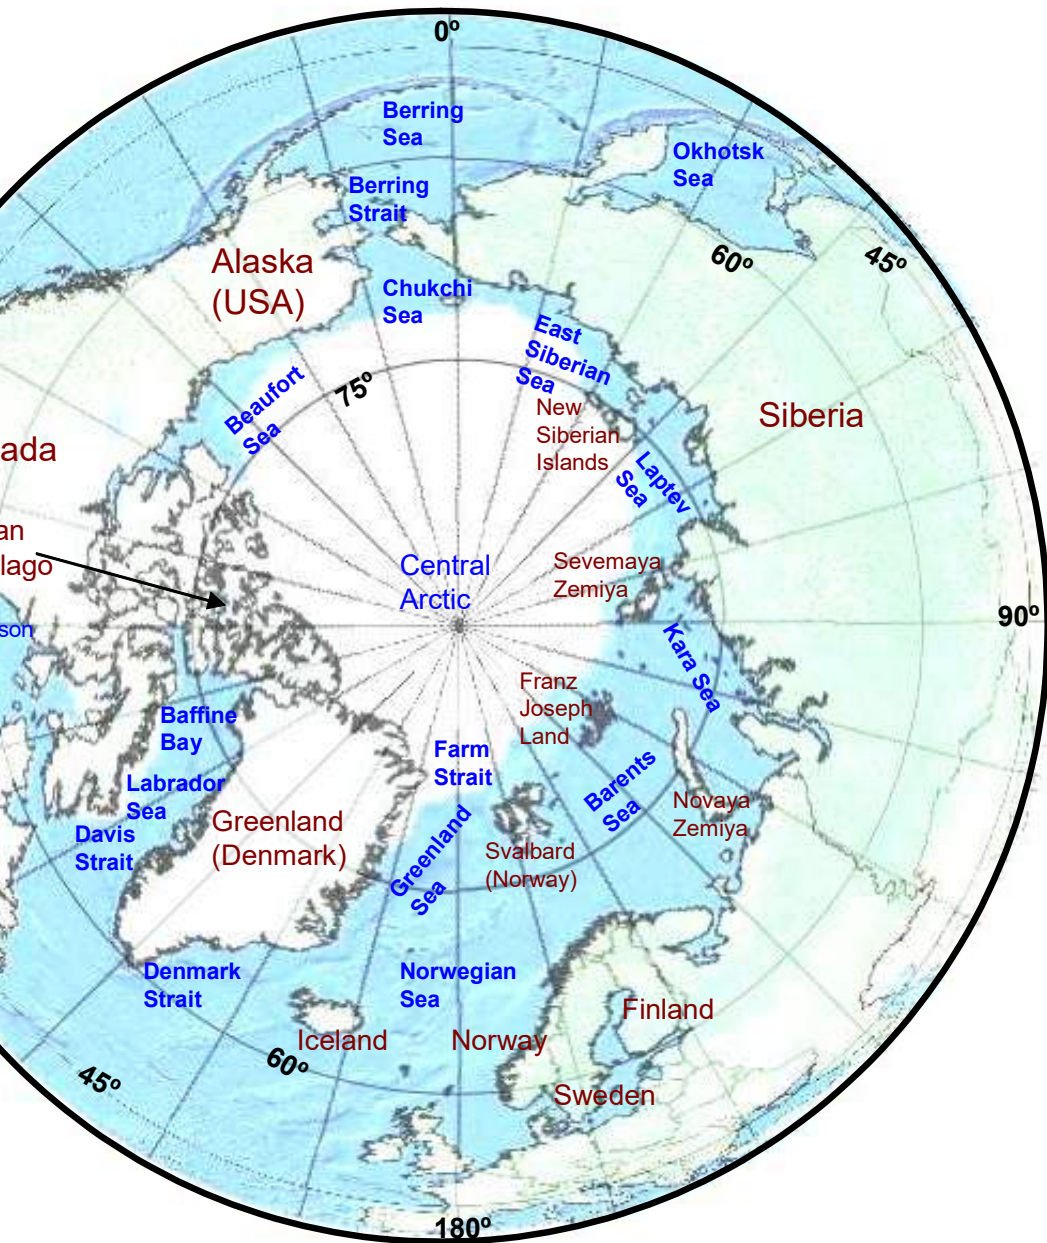 0º
Berring
Sea
Okhotsk
Sea
Berring
Strait
60º
45º
Alaska
(USA)
Chukchi
Sea
East
Siberian
Sea
75º
Beaufort
Sea
New
Siberian
Islands
Siberia
ada
Laptev
Sea
an
lago
Central
Arctic
Sevemaya
Zemiya
90º
son
Kara Sea
Franz
Joseph
Land
Baffine
Bay
Farm
Strait
Labrador
Sea
Barents
Sea
Novaya
Zemiya
Davis
Strait
Greenland
(Denmark)
Greenland
Sea
Svalbard
(Norway)
Denmark
Strait
Norwegian
Sea
Finland
Iceland
Norway
60º
45º
Sweden
180º